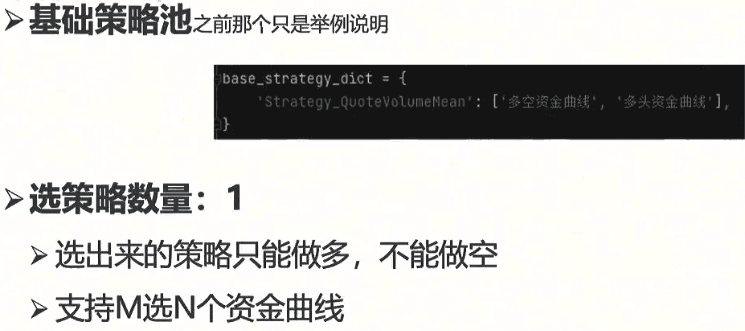 ➢基础策略池之前那个只是举例说明
base_strategy_dict = {
    'Strategy_QuoteVolumeMean': ['多空资金曲线', '多头资金曲线'],
}
➢选策略数量：1
➢选出来的策略只能做多，不能做空
➢支持M选N个资金曲线